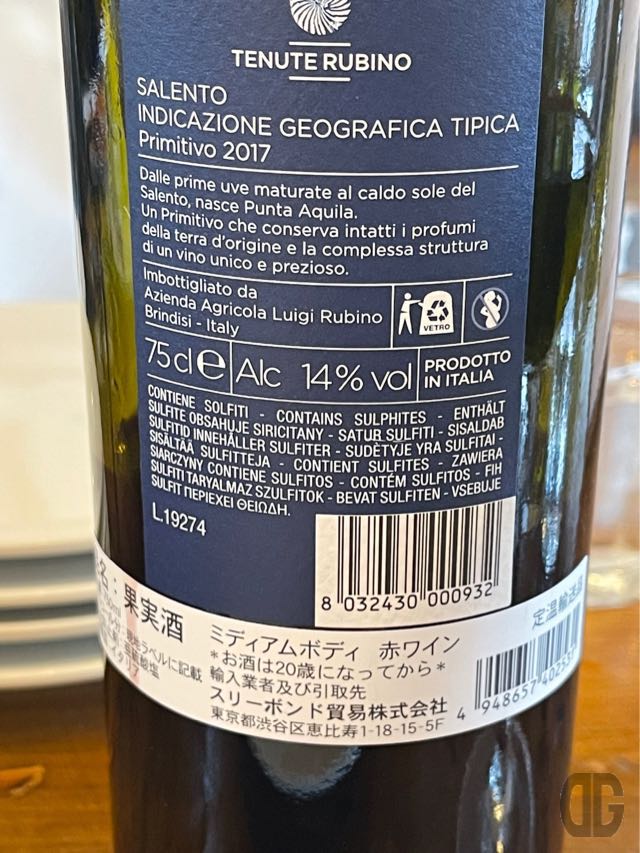 TENUTE RUBINO
SALENTO
INDICAZIONE GEOGRAFICA TIPICA
Primitivo 2017
Dalle prime uve maturate al caldo sole del
Salento, nasce Punta Aquila.
Un Primitivo che conserva intatti i profumi
della terra d'origine e la complessa struttura
di un vino unico e prezioso.
Imbottigliato da
Azienda Agricola Luigi Rubino
Brindisi - Italy
VETRO
75cl e Alc 14% vol
PRODOTTO
IN ITALIA
CONTIENE SOLFITI - CONTAINS SULPHITES - ENTHÄLT
SULFITE OBSAHUJE SIRICITANY - SATUR SULFITI - SISALDAB
SULFITID INNEHÅLLER SULFITER - SUDĖTYJE YRA SULFITAI -
SISÄLTÄÄ SULFITTEJA - CONTIENT SULFITES - ZAWIERA
SIARCZYNY CONTIENE SULFITOS - CONTÉM SULFITOS - FIH
SULFITI TARYALMAZ SZULFITOK - BEVAT SULFITEN - VSEBUJE
SULFIT ΠΕΡΙΕΧΕΙ ΘΕΙΩΔΗ.
L.19274
8 032430 000932
名：果実酒
ラベルに記載
イタリア
ミディアムボディ 赤ワイン
*お酒は20歳になってから*
輸入業者及び引取先
スリーボンド貿易株式会社
東京都渋谷区恵比寿1-18-15-5F
定温輸送品
4 948657
DG